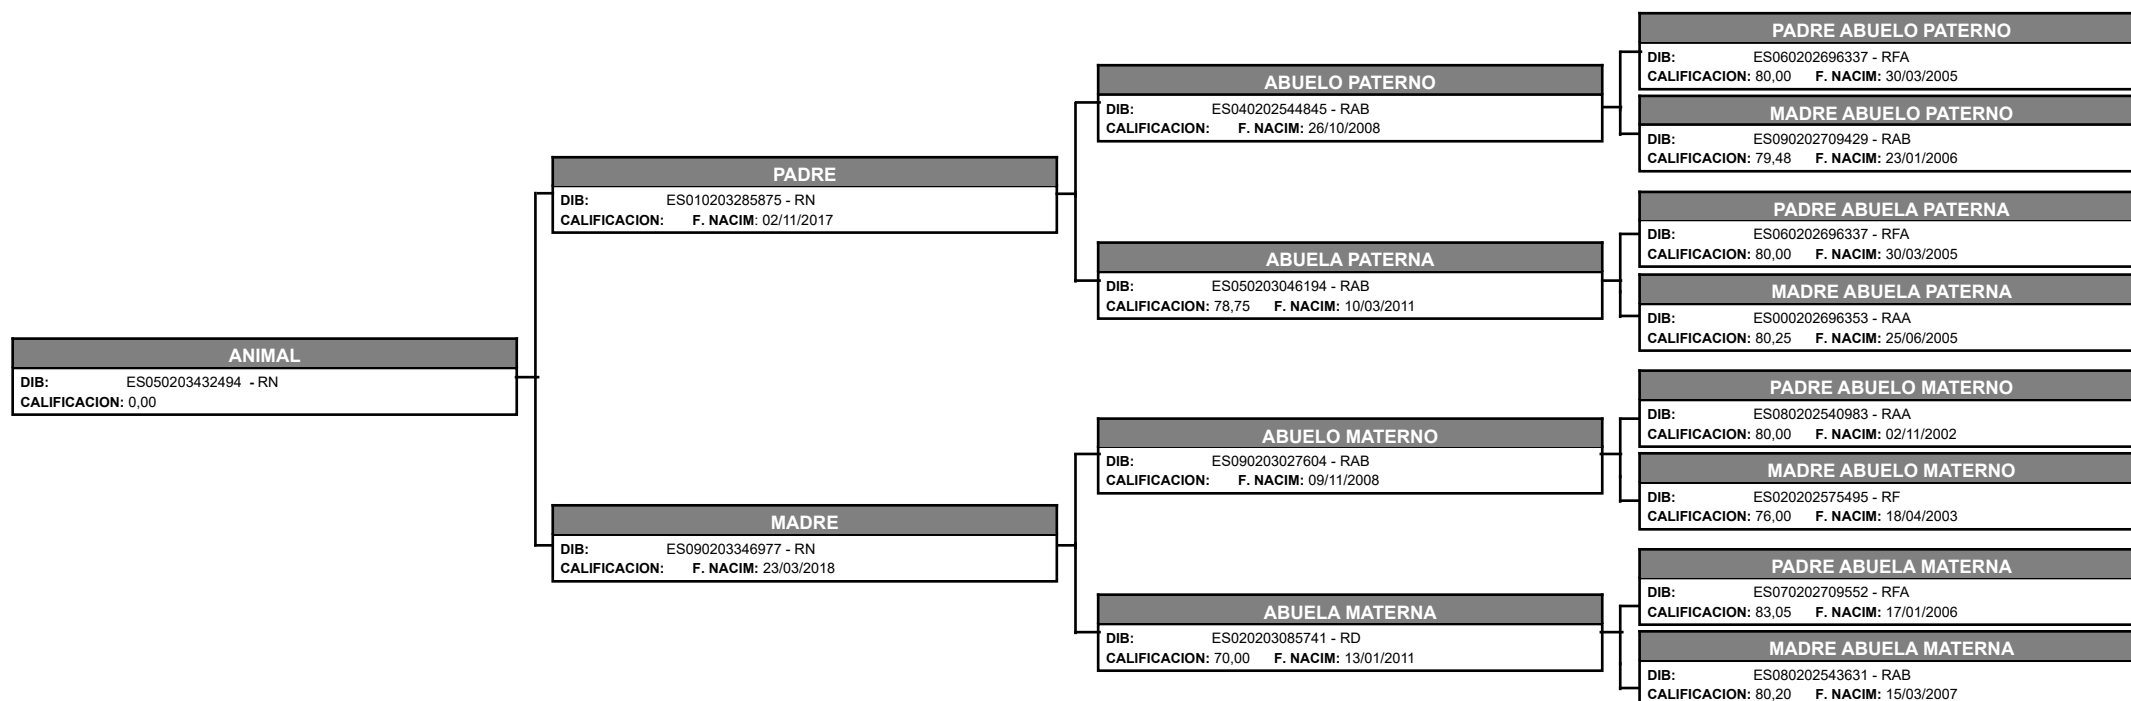 PADRE ABUELO PATERNO
DIB: ES060202696337 - RFA
CALIFICACION: 80,00 F. NACIM: 30/03/2005
ABUELO PATERNO
DIB: ES040202544845 - RAB
CALIFICACION: F. NACIM: 26/10/2008
MADRE ABUELO PATERNO
DIB: ES090202709429 - RAB
CALIFICACION: 79,48 F. NACIM: 23/01/2006
PADRE
DIB: ES010203285875 - RN
CALIFICACION: F. NACIM: 02/11/2017
PADRE ABUELA PATERNA
DIB: ES060202696337 - RFA
CALIFICACION: 80,00 F. NACIM: 30/03/2005
ABUELA PATERNA
DIB: ES050203046194 - RAB
CALIFICACION: 78,75 F. NACIM: 10/03/2011
MADRE ABUELA PATERNA
DIB: ES000202696353 - RAA
CALIFICACION: 80,25 F. NACIM: 25/06/2005
ANIMAL
DIB: ES050203432494 - RN
CALIFICACION: 0,00
PADRE ABUELO MATERNO
DIB: ES080202540983 - RAA
CALIFICACION: 80,00 F. NACIM: 02/11/2002
ABUELO MATERNO
DIB: ES090203027604 - RAB
CALIFICACION: F. NACIM: 09/11/2008
MADRE ABUELO MATERNO
DIB: ES020202575495 - RF
CALIFICACION: 76,00 F. NACIM: 18/04/2003
MADRE
DIB: ES090203346977 - RN
CALIFICACION: F. NACIM: 23/03/2018
PADRE ABUELA MATERNA
DIB: ES070202709552 - RFA
CALIFICACION: 83,05 F. NACIM: 17/01/2006
ABUELA MATERNA
DIB: ES020203085741 - RD
CALIFICACION: 70,00 F. NACIM: 13/01/2011
MADRE ABUELA MATERNA
DIB: ES080202543631 - RAB
CALIFICACION: 80,20 F. NACIM: 15/03/2007